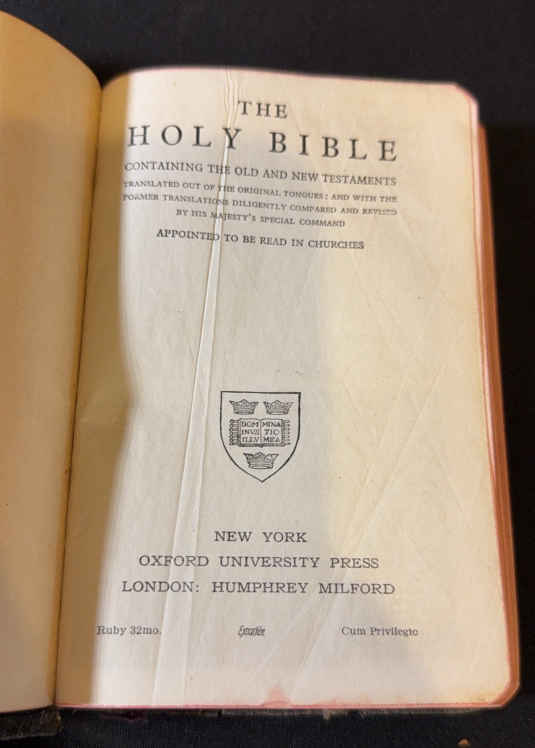 THE
HOLY BIBLE
CONTAINING THE OLD AND NEW TESTAMENTS
TRANSLATED OUT OF THE ORIGINAL TONGUES: AND WITH THE
FORMER TRANSLATIONS DILIGENTLY COMPARED AND REVISED
BY HIS MAJESTY'S SPECIAL COMMAND
APPOINTED TO BE READ IN CHURCHES
DOMI MINA
INVS TIO
ILLV MEA
NEW YORK
OXFORD UNIVERSITY PRESS
LONDON: HUMPHREY MILFORD
Ruby 32mo.
Cum Privilegio